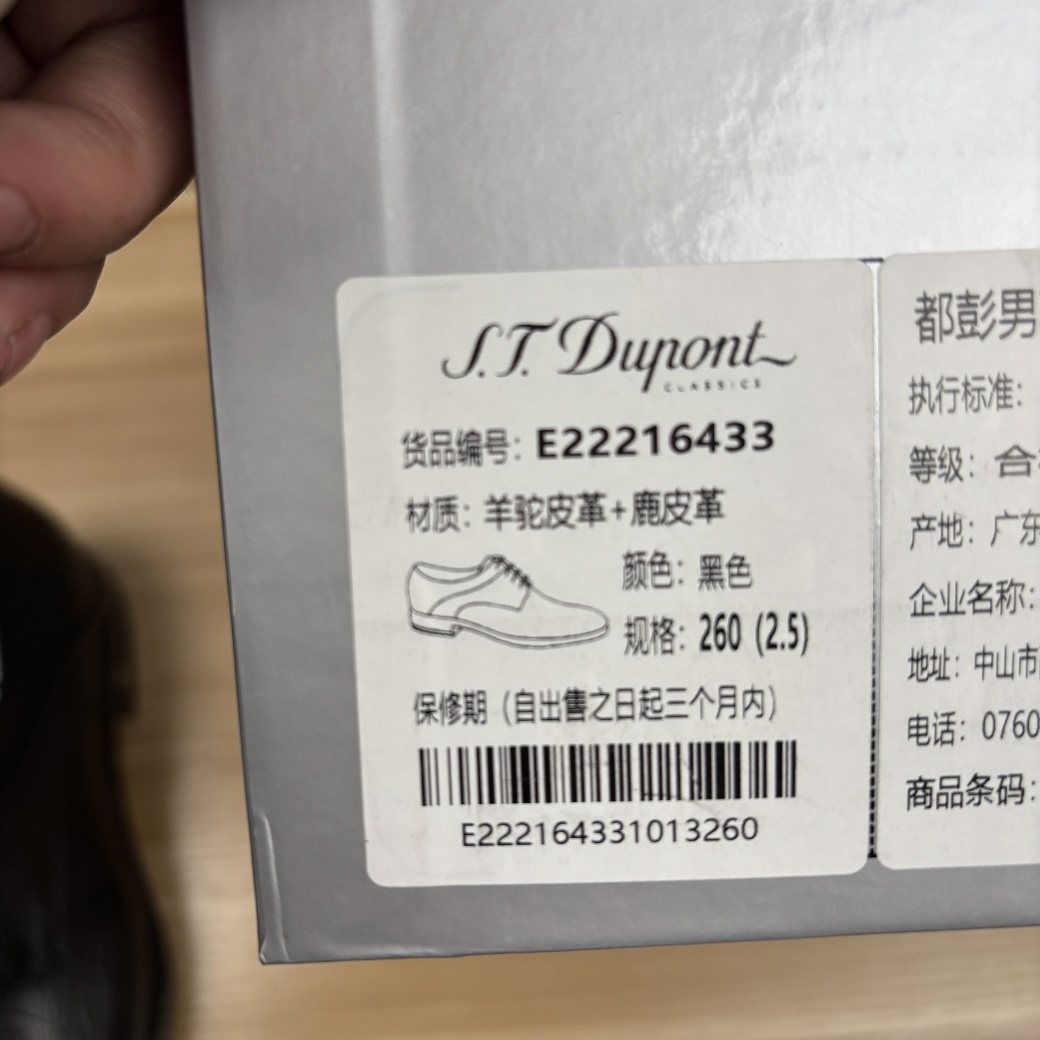 S.T. Dupont
CLASSICS
货品编号：E22216433
材质：羊驼皮革+鹿皮革
颜色：黑色
规格：260 (2.5)
保修期（自出售之日起三个月内）
E222164331013260
都彭男
执行标准：
等级：合
产地：广东
企业名称：
地址：中山市
电话：0760
商品条码：